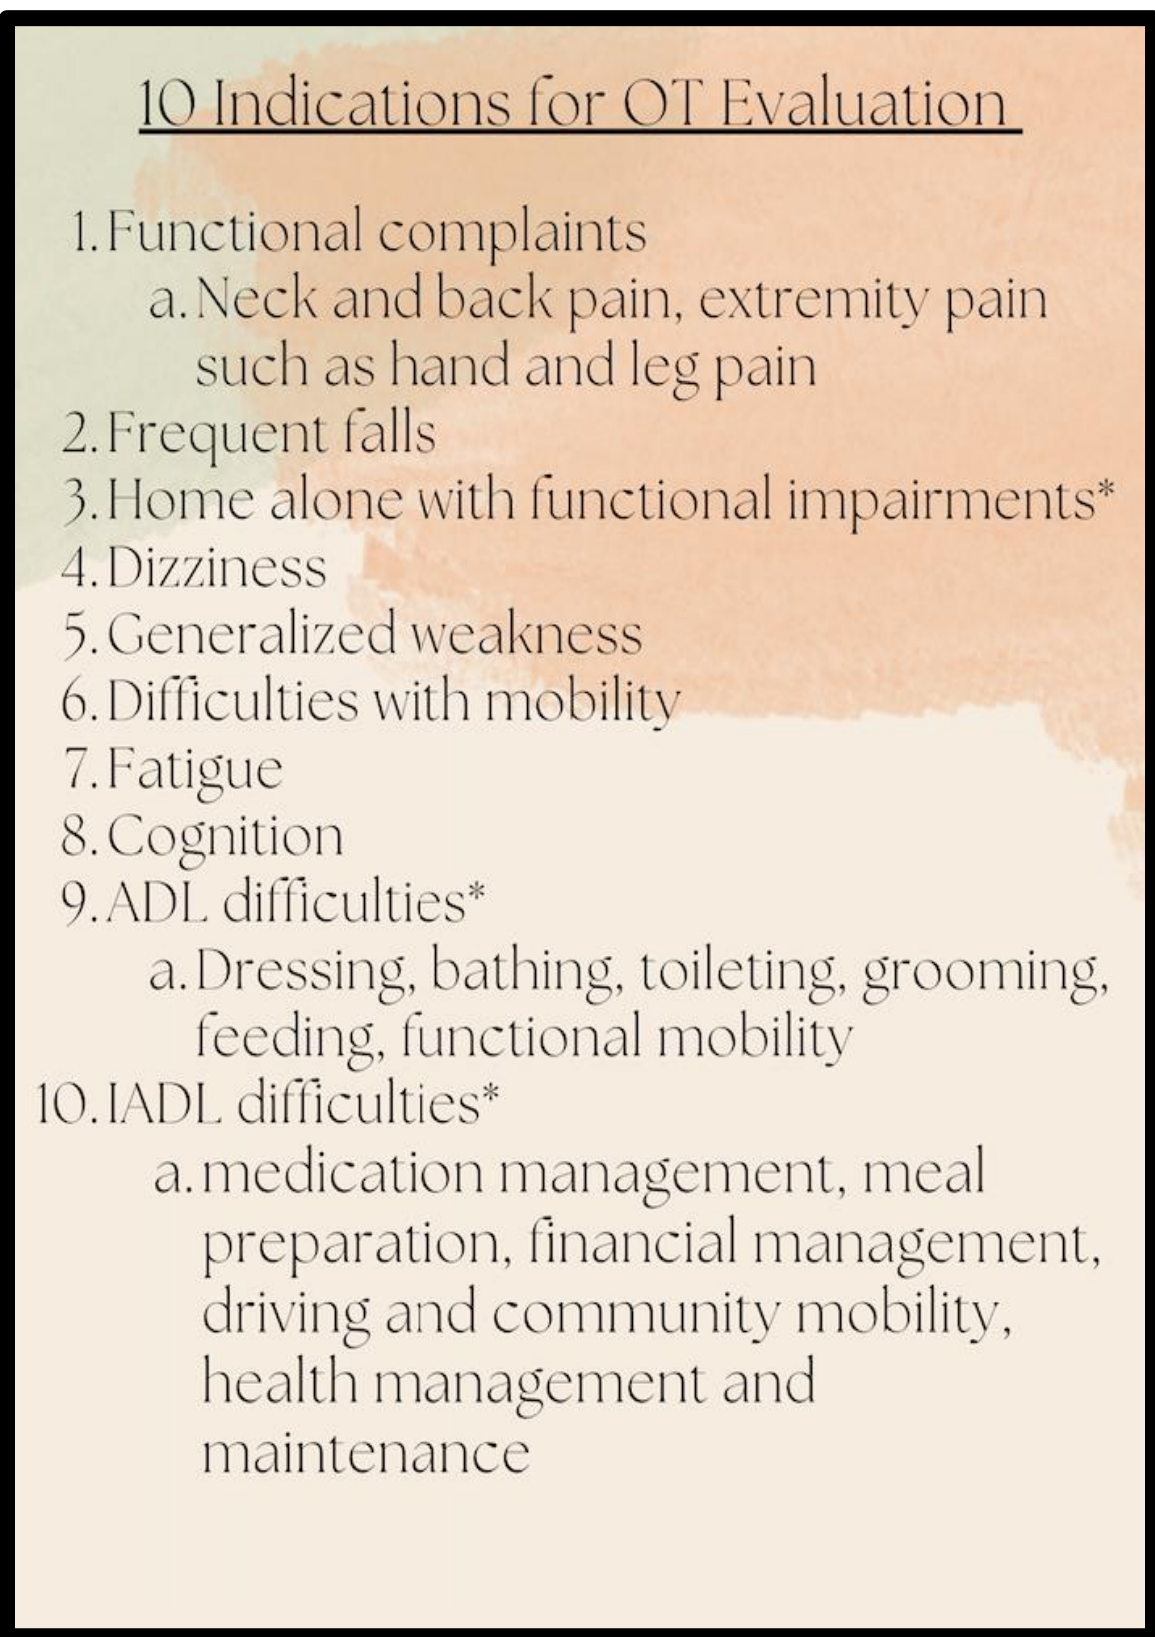 10 Indications for OT Evaluation
1. Functional complaints
a. Neck and back pain, extremity pain
such as hand and leg pain
2. Frequent falls
3. Home alone with functional impairments*
4. Dizziness
5. Generalized weakness
6. Difficulties with mobility
7. Fatigue
8. Cognition
9. ADL difficulties*
a. Dressing, bathing, toileting, grooming,
feeding, functional mobility
10. IADL difficulties*
a. medication management, meal
preparation, financial management,
driving and community mobility,
health management and
maintenance